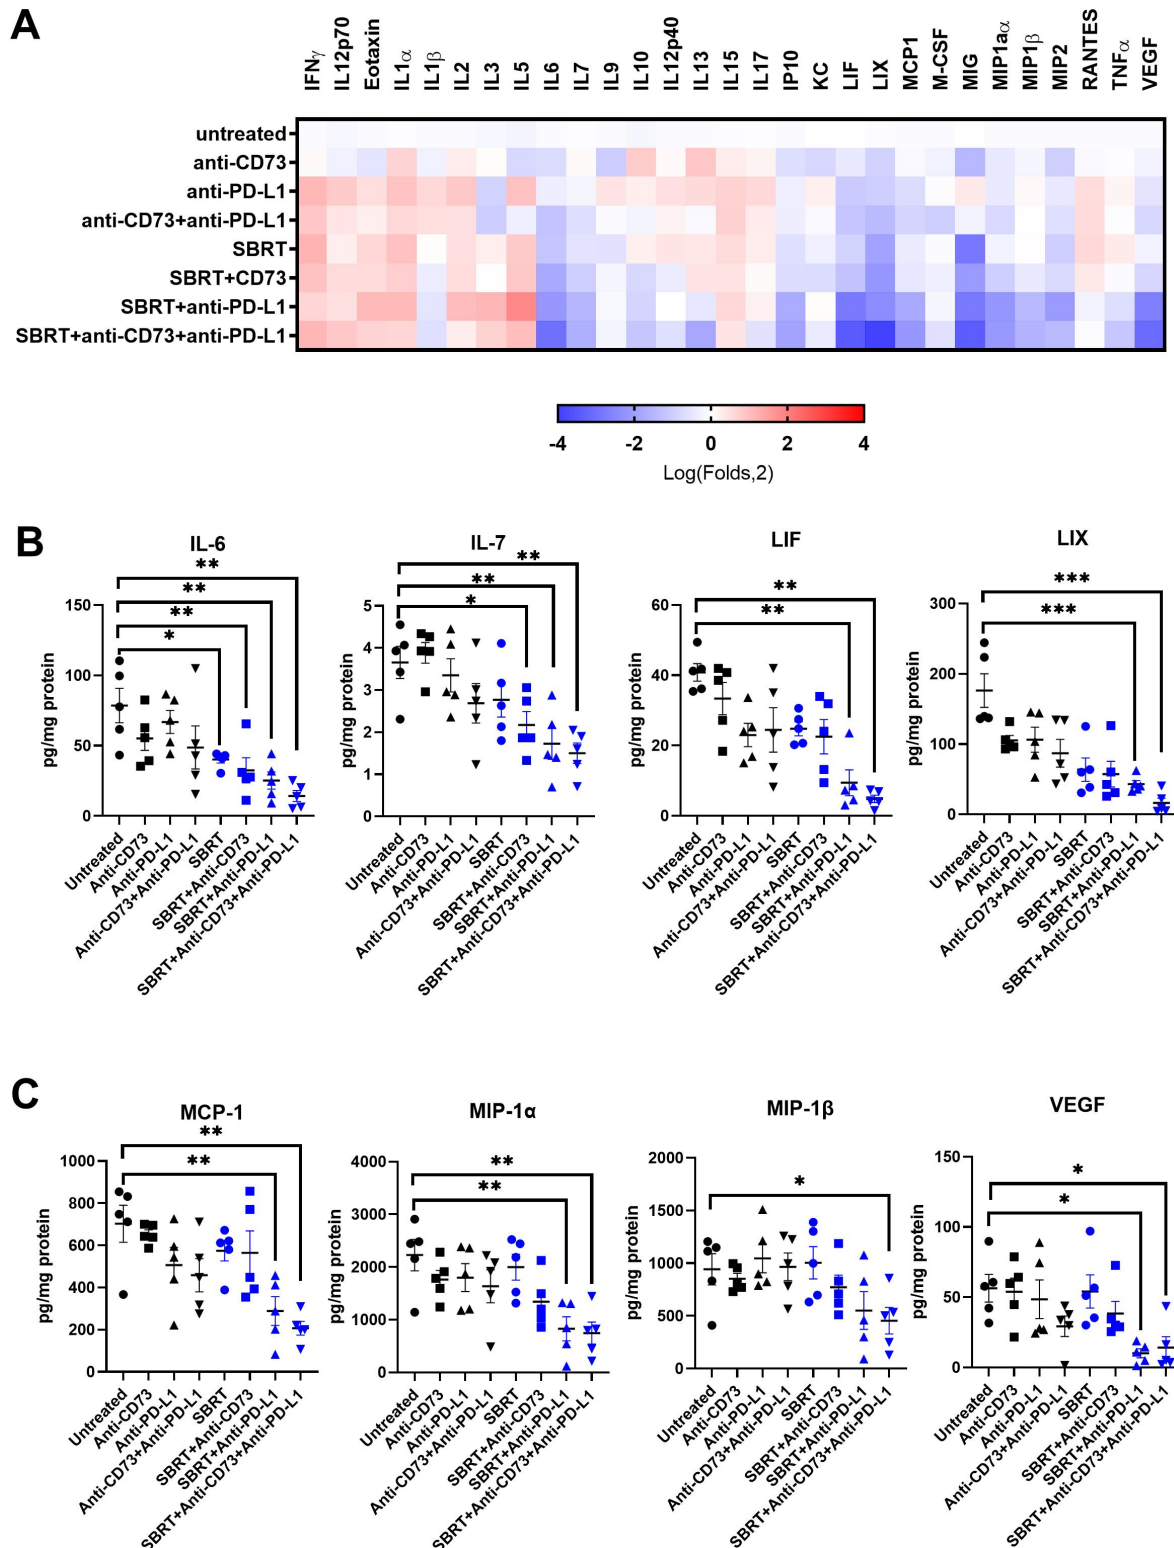 A
IFNγ IL12p70 Eotaxin IL1α IL1β IL2 IL3 IL5 IL6 IL7 IL9 IL10 IL12p40 IL13 IL15 IL17 IP10 KC LIF LIX MCP1 M-CSF MIG MIP1aα MIP1β MIP2 RANTES TNFα VEGF
untreated
anti-CD73
anti-PD-L1
anti-CD73+anti-PD-L1
SBRT
SBRT+CD73
SBRT+anti-PD-L1
SBRT+anti-CD73+anti-PD-L1
-4 -2 0 2 4
Log(Folds,2)
B
IL-6
**
**
**
*
150
100
50
0
pg/mg protein
Untreated
Anti-CD73
Anti-PD-L1
Anti-CD73+Anti-PD-L1
SBRT
SBRT+Anti-CD73
SBRT+Anti-PD-L1
SBRT+Anti-CD73+Anti-PD-L1
IL-7
**
**
*
5
4
3
2
1
0
pg/mg protein
Untreated
Anti-CD73
Anti-PD-L1
Anti-CD73+Anti-PD-L1
SBRT
SBRT+Anti-CD73
SBRT+Anti-PD-L1
SBRT+Anti-CD73+Anti-PD-L1
LIF
**
**
60
40
20
0
pg/mg protein
Untreated
Anti-CD73
Anti-PD-L1
Anti-CD73+Anti-PD-L1
SBRT
SBRT+Anti-CD73
SBRT+Anti-PD-L1
SBRT+Anti-CD73+Anti-PD-L1
LIX
***
***
300
200
100
0
pg/mg protein
Untreated
Anti-CD73
Anti-PD-L1
Anti-CD73+Anti-PD-L1
SBRT
SBRT+Anti-CD73
SBRT+Anti-PD-L1
SBRT+Anti-CD73+Anti-PD-L1
C
MCP-1
**
**
1000
800
600
400
200
0
pg/mg protein
Untreated
Anti-CD73
Anti-PD-L1
Anti-CD73+Anti-PD-L1
SBRT
SBRT+Anti-CD73
SBRT+Anti-PD-L1
SBRT+Anti-CD73+Anti-PD-L1
MIP-1α
**
**
4000
3000
2000
1000
0
pg/mg protein
Untreated
Anti-CD73
Anti-PD-L1
Anti-CD73+Anti-PD-L1
SBRT
SBRT+Anti-CD73
SBRT+Anti-PD-L1
SBRT+Anti-CD73+Anti-PD-L1
MIP-1β
*
2000
1500
1000
500
0
pg/mg protein
Untreated
Anti-CD73
Anti-PD-L1
Anti-CD73+Anti-PD-L1
SBRT
SBRT+Anti-CD73
SBRT+Anti-PD-L1
SBRT+Anti-CD73+Anti-PD-L1
VEGF
*
*
150
100
50
0
pg/mg protein
Untreated
Anti-CD73
Anti-PD-L1
Anti-CD73+Anti-PD-L1
SBRT
SBRT+Anti-CD73
SBRT+Anti-PD-L1
SBRT+Anti-CD73+Anti-PD-L1